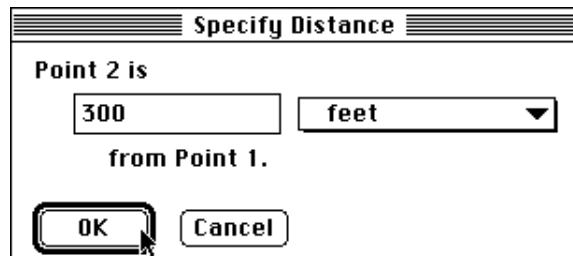 Specify Distance
Point 2 is
300 feet
from Point 1.
OK Cancel